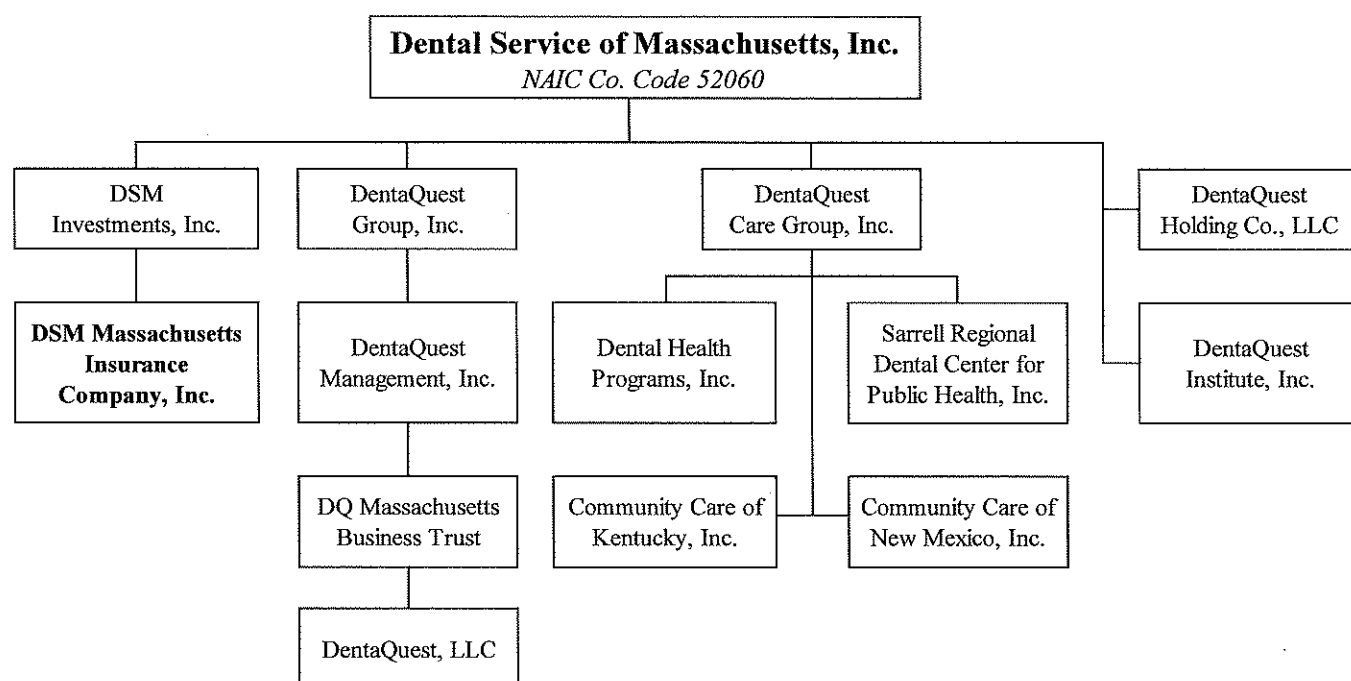 Dental Service of Massachusetts, Inc.
NAIC Co. Code 52060
DSM
Investments, Inc.
DentaQuest
Group, Inc.
DentaQuest
Care Group, Inc.
DentaQuest
Holding Co., LLC
DSM Massachusetts
Insurance
Company, Inc.
DentaQuest
Management, Inc.
Dental Health
Programs, Inc.
Sarrell Regional
Dental Center for
Public Health, Inc.
DentaQuest
Institute, Inc.
DQ Massachusetts
Business Trust
Community Care of
Kentucky, Inc.
Community Care of
New Mexico, Inc.
DentaQuest, LLC